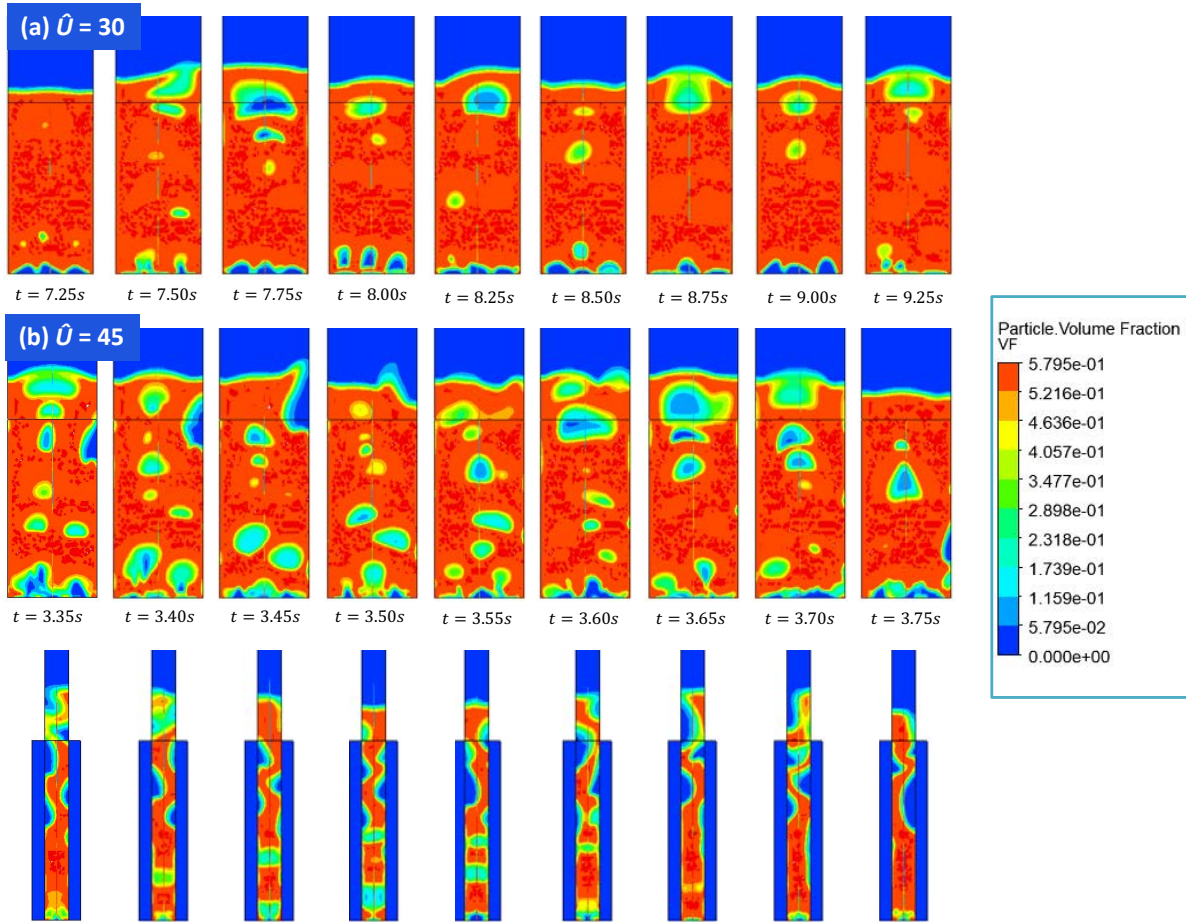 (a) Û = 30
t = 7.25s t = 7.50s t = 7.75s t = 8.00s t = 8.25s t = 8.50s t = 8.75s t = 9.00s t = 9.25s
(b) Û = 45
t = 3.35s t = 3.40s t = 3.45s t = 3.50s t = 3.55s t = 3.60s t = 3.65s t = 3.70s t = 3.75s
Particle.Volume Fraction
VF
5.795e-01
5.216e-01
4.636e-01
4.057e-01
3.477e-01
2.898e-01
2.318e-01
1.739e-01
1.159e-01
5.795e-02
0.000e+00